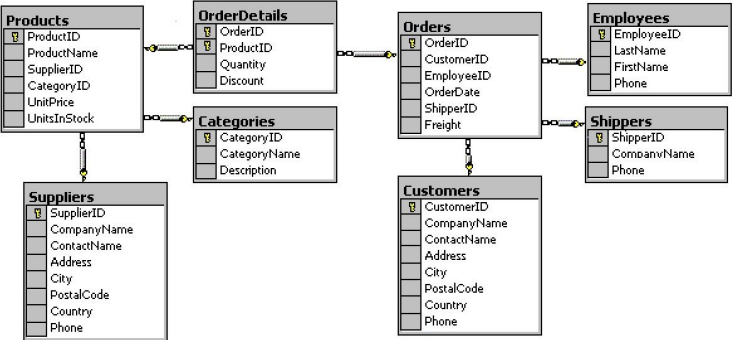 Products
ProductID
ProductName
SupplierID
CategoryID
UnitPrice
UnitsInStock
OrderDetails
OrderID
ProductID
Quantity
Discount
Categories
CategoryID
CategoryName
Description
Suppliers
SupplierID
CompanyName
ContactName
Address
City
PostalCode
Country
Phone
Orders
OrderID
CustomerID
EmployeeID
OrderDate
ShipperID
Freight
Customers
CustomerID
CompanyName
ContactName
Address
City
PostalCode
Country
Phone
Employees
EmployeeID
LastName
FirstName
Phone
Shippers
ShipperID
CompanyName
Phone